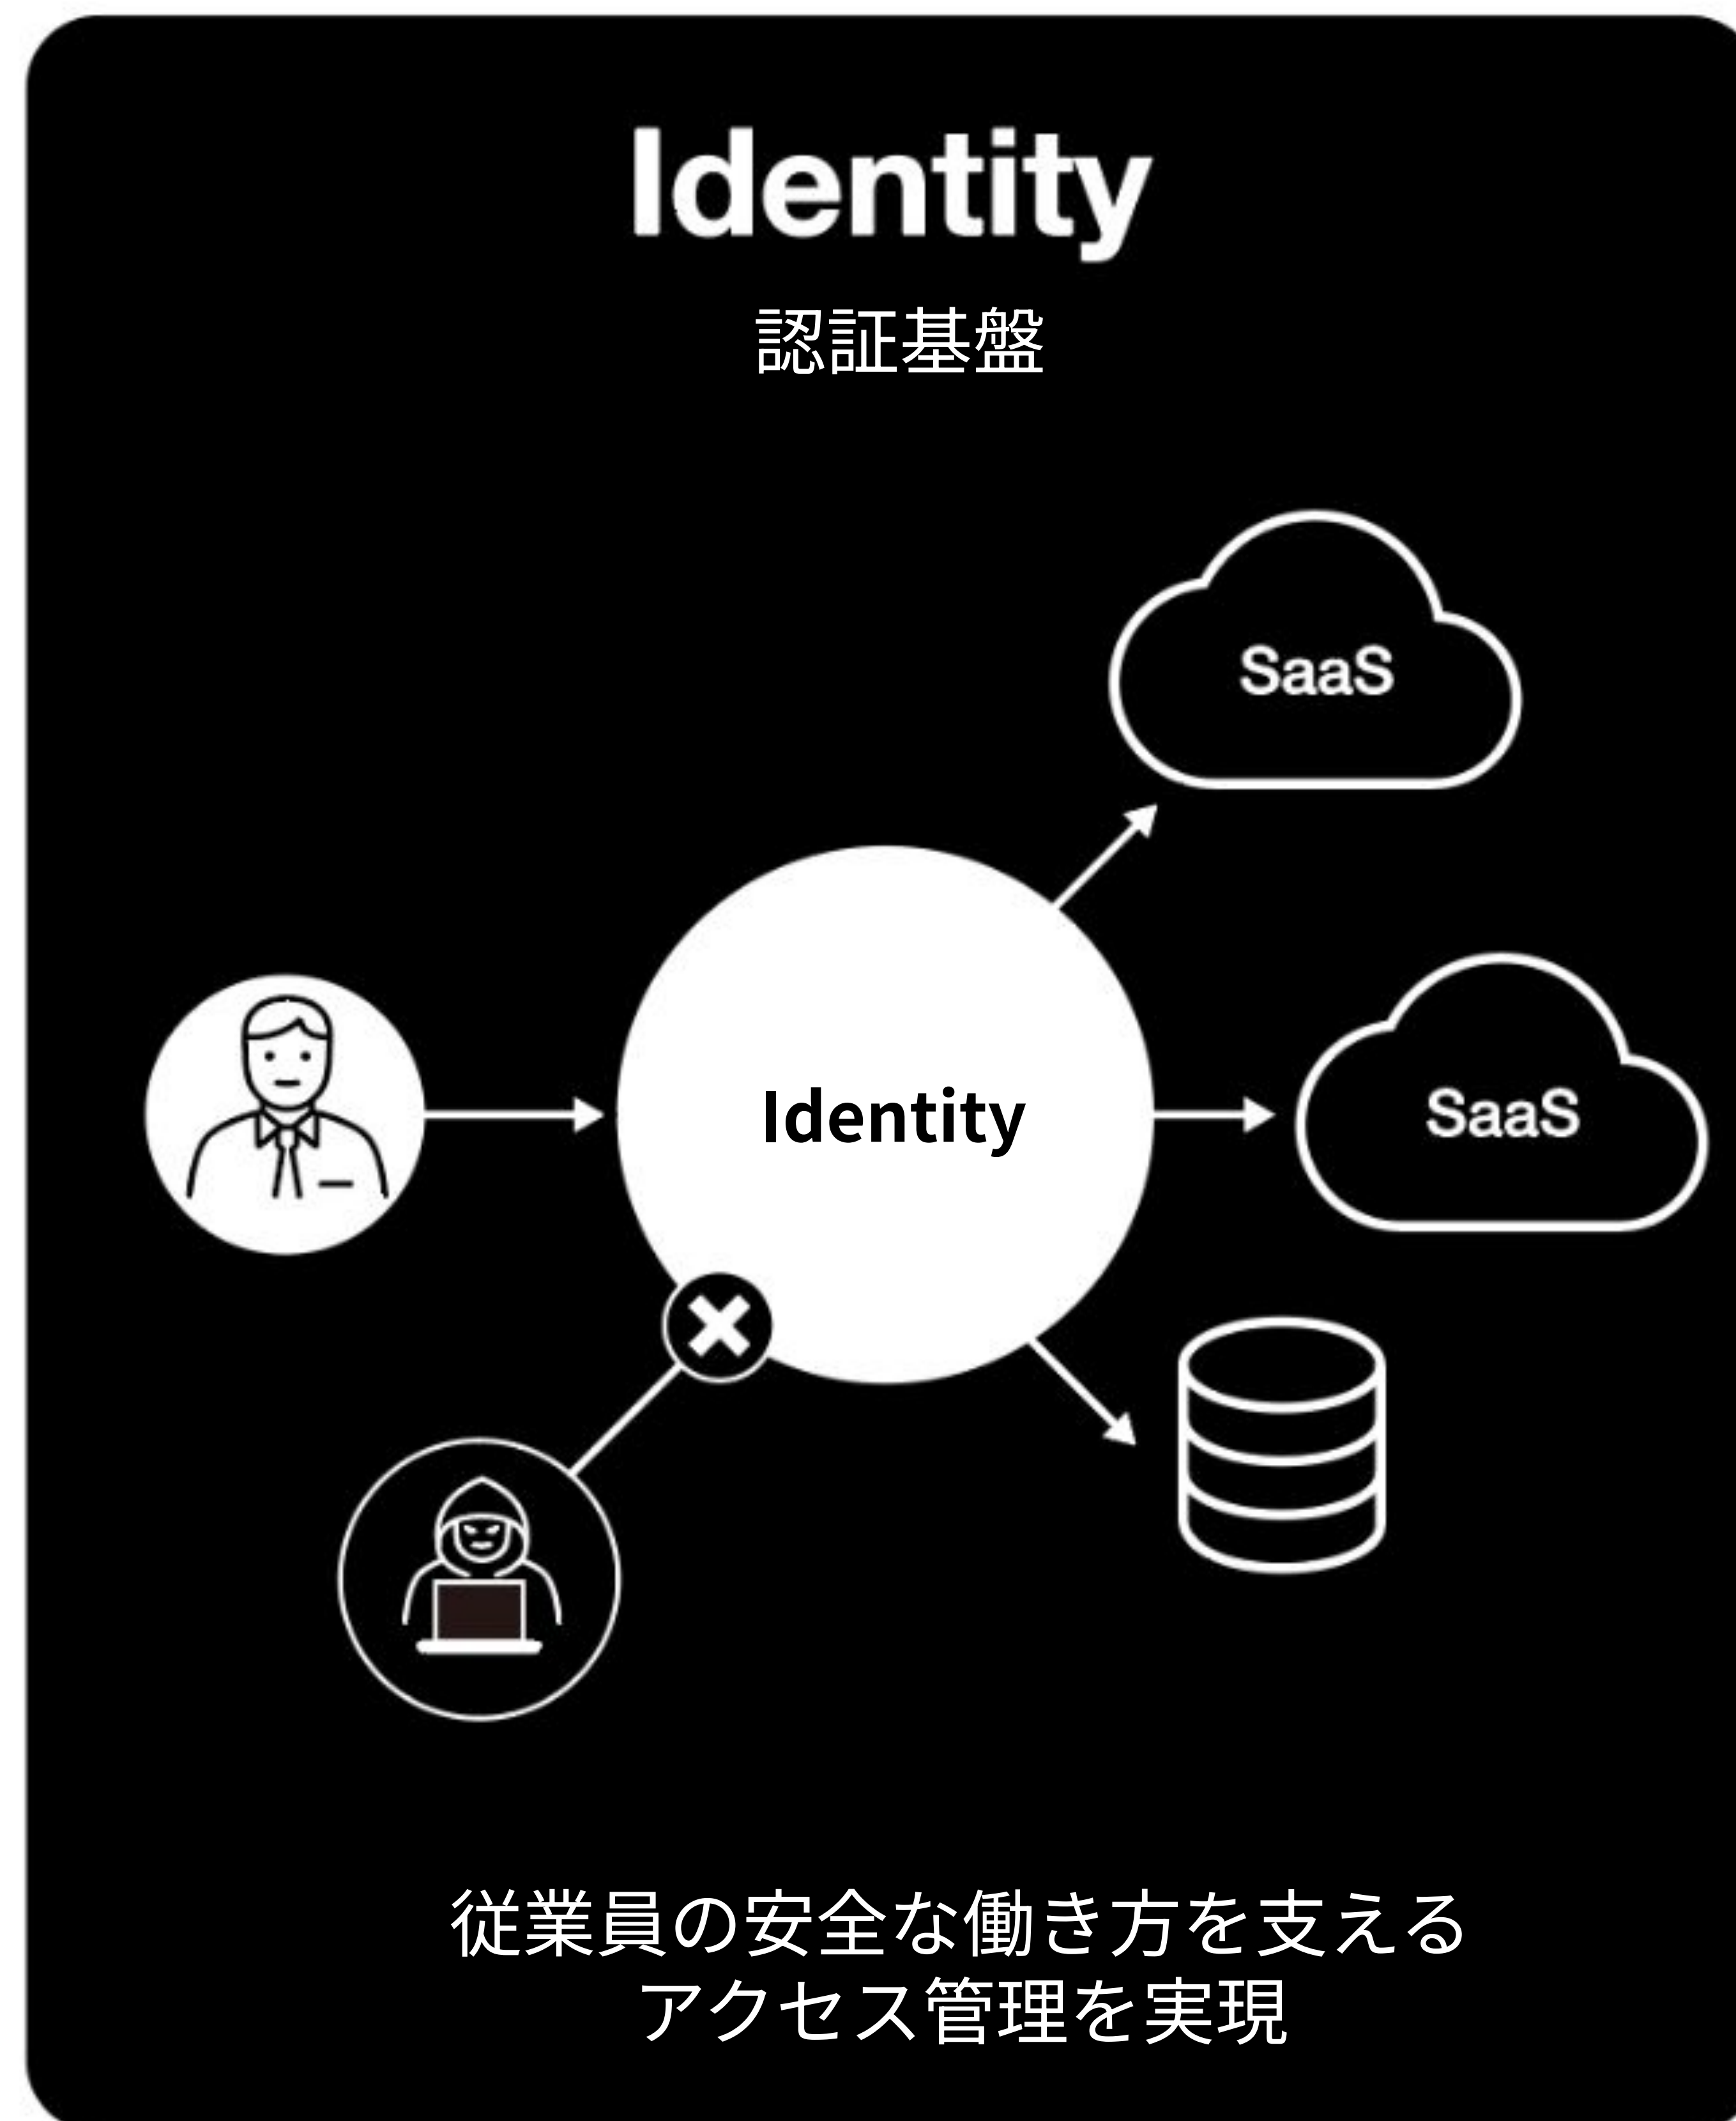 Identity
認証基盤
SaaS
Identity
SaaS
従業員の安全な働き方を支える
アクセス管理を実現